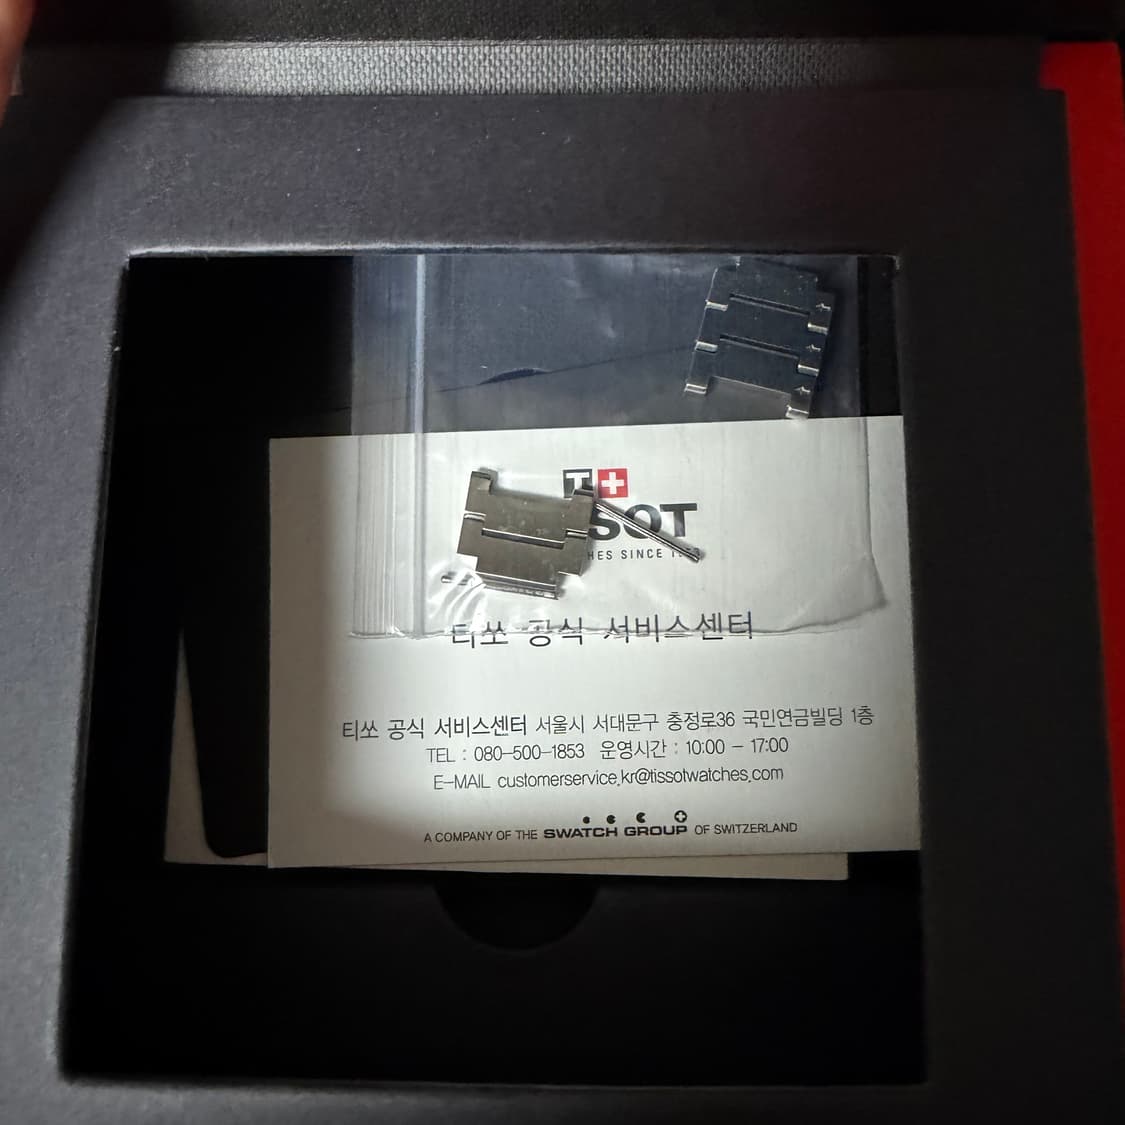 T+
SOT
HES SINCE
티쏘 공식 서비스센터
티쏘 공식 서비스센터 서울시 서대문구 충정로36 국민연금빌딩 1층
TEL : 080-500-1853 운영시간 : 10:00 - 17:00
E-MAIL customerservice.kr@tissotwatches.com
A COMPANY OF THE SWATCH GROUP OF SWITZERLAND